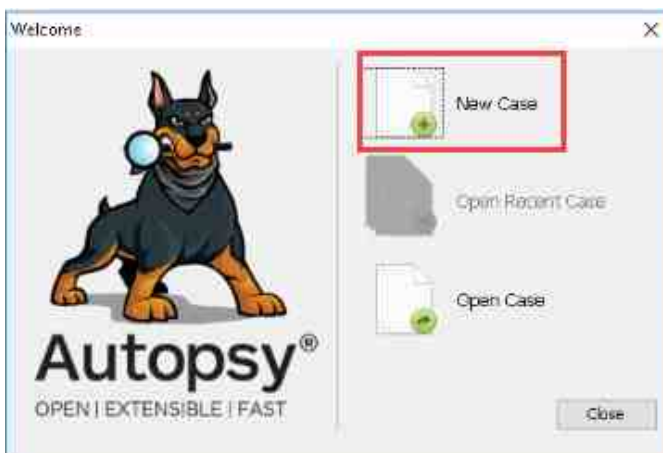 Welcome
New Case
Open Recent Case
Open Case
Autopsy®
OPEN | EXTENSIBLE | FAST
Close